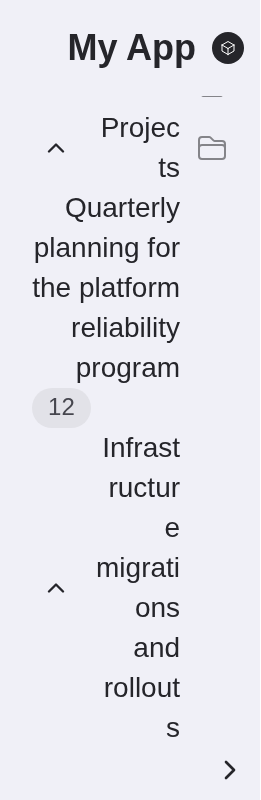 My App
Projec
ts
Quarterly
planning for
the platform
reliability
program
12
Infrast
ructur
e
migrati
ons
and
rollout
s